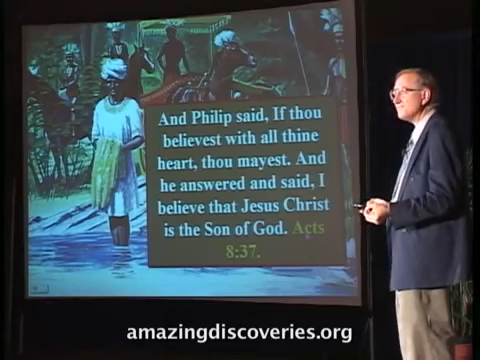 And Philip said, If thou
believest with all thine
heart, thou mayest. And
he answered and said, I
believe that Jesus Christ
is the Son of God. Acts
8:37.
amazingdiscoveries.org